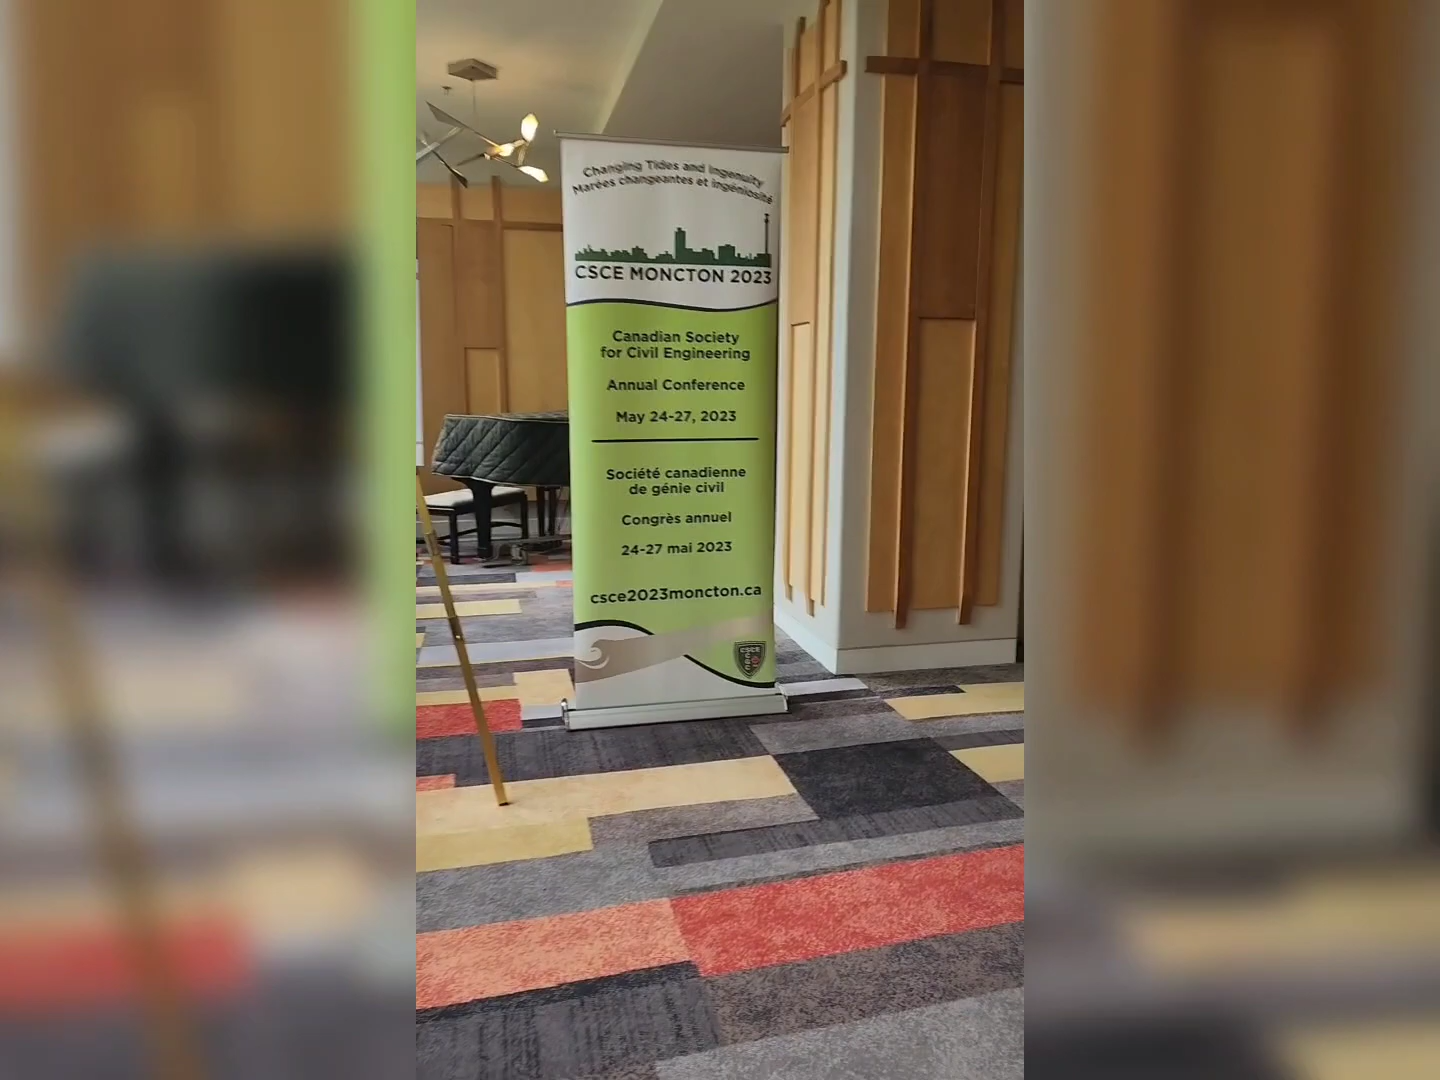 Changing Tides and Ingenuity
Marées changeantes et ingéniosité
CSCE MONCTON 2023
Canadian Society
for Civil Engineering
Annual Conference
May 24-27, 2023
Société canadienne
de génie civil
Congrès annuel
24-27 mai 2023
csce2023moncton.ca
CSCE